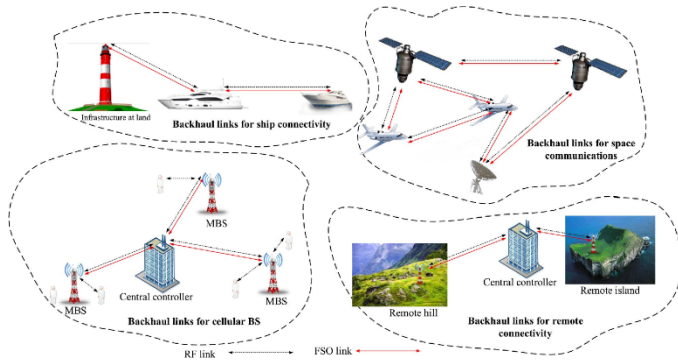 Infrastructure at land
Backhaul links for ship connectivity
Backhaul links for space
communications
MBS
MBS
Central controller
MBS
Backhaul links for cellular BS
Central controller
Remote hill
Remote island
Backhaul links for remote
connectivity
RF link
FSO link